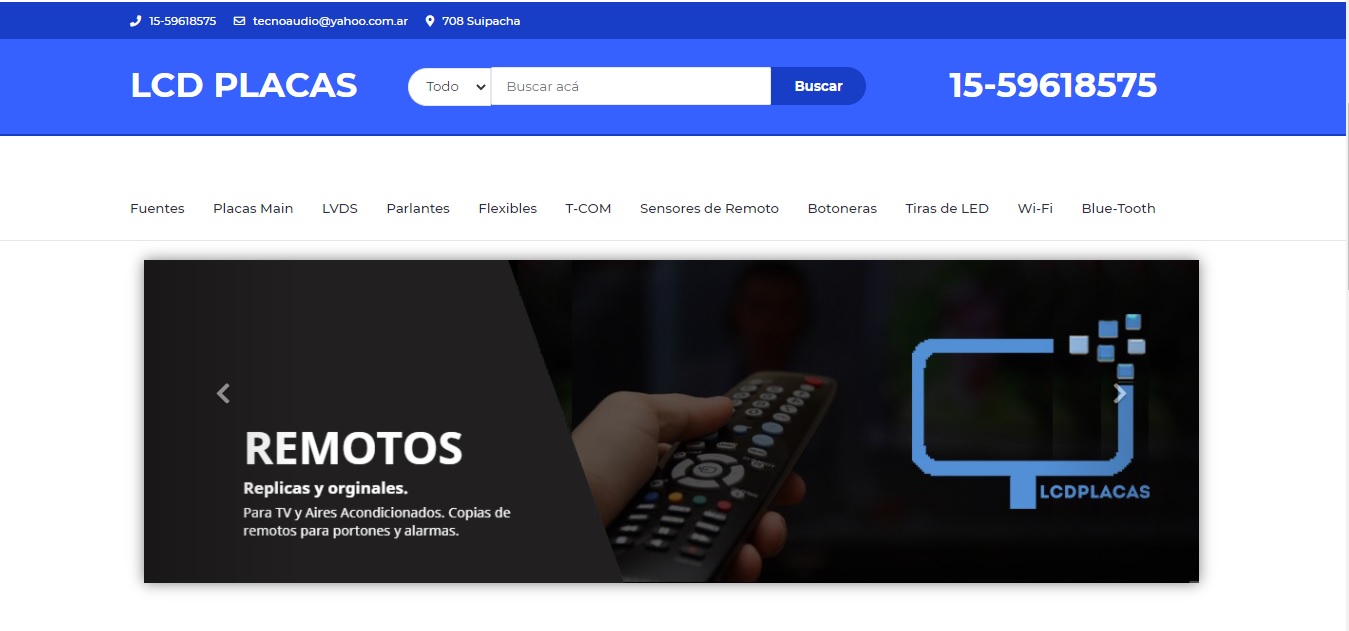 15-59618575 tecnoaudio@yahoo.com.ar 708 Suipacha
LCD PLACAS Todo Buscar acá Buscar 15-59618575
Fuentes Placas Main LVDS Parlantes Flexibles T-COM Sensores de Remoto Botoneras Tiras de LED Wi-Fi Blue-Tooth
REMOTOS
Replicas y orginales.
Para TV y Aires Acondicionados. Copias de
remotos para portones y alarmas.
LCDPLACAS